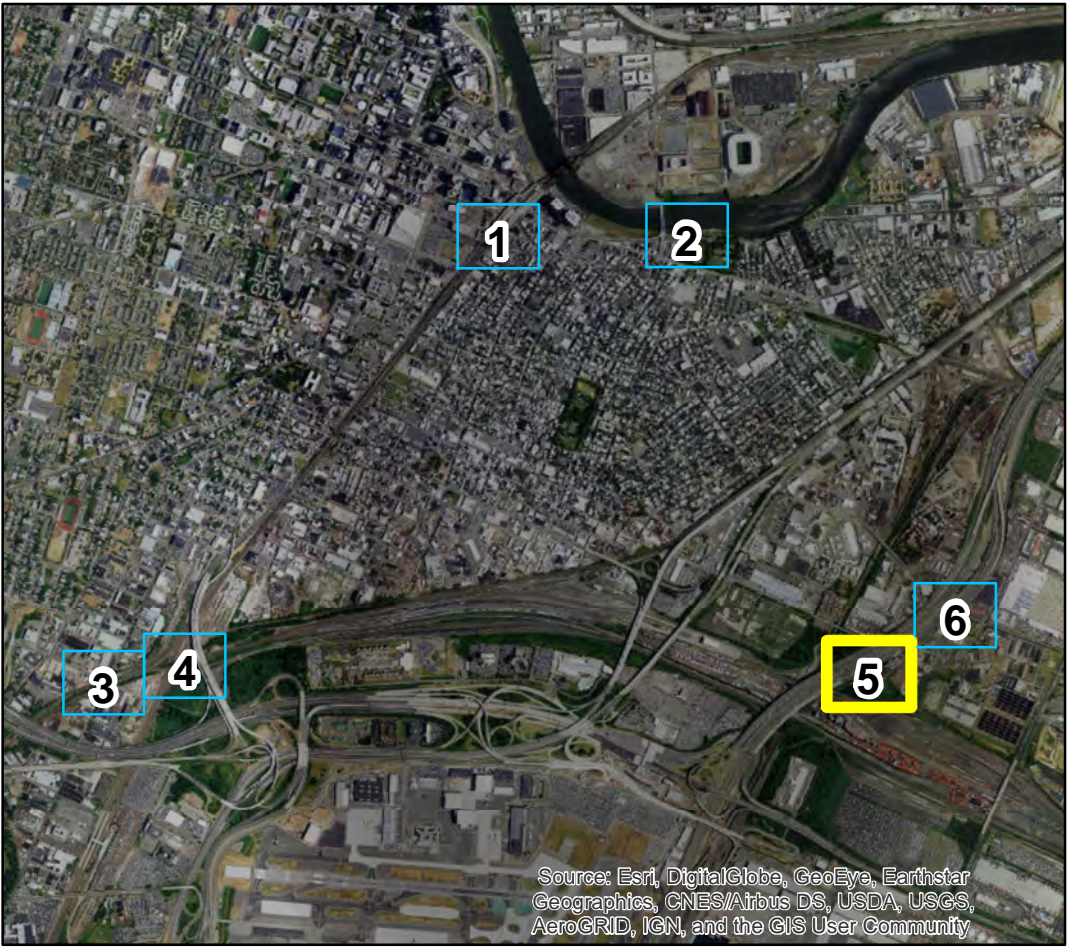 1
2
3
4
5
6
Source: Esri, DigitalGlobe, GeoEye, Earthstar
Geographics, CNES/Airbus DS, USDA, USGS,
AeroGRID, IGN, and the GIS User Community